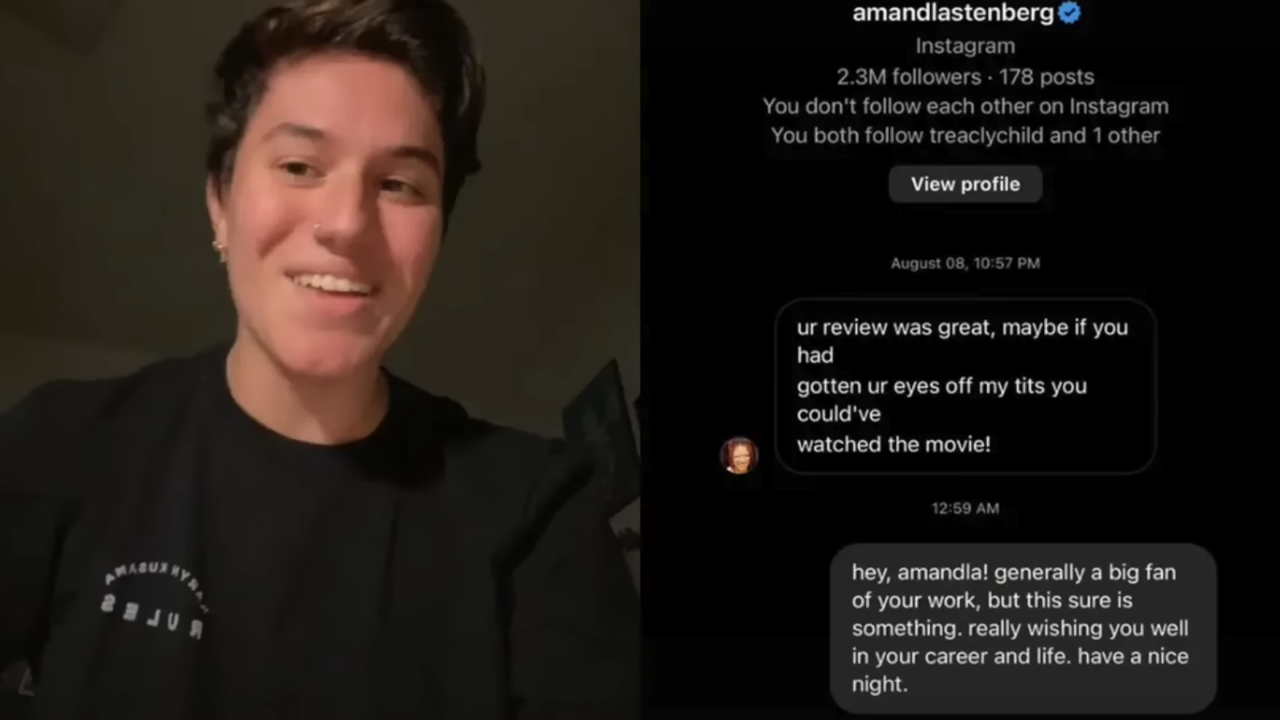 KARYN KUSAMA
RULES
amandlastenberg
Instagram
2.3M followers · 178 posts
You don't follow each other on Instagram
You both follow treaclychild and 1 other
View profile
August 08, 10:57 PM
ur review was great, maybe if you
had
gotten ur eyes off my tits you
could've
watched the movie!
12:59 AM
hey, amandla! generally a big fan
of your work, but this sure is
something. really wishing you well
in your career and life. have a nice
night.